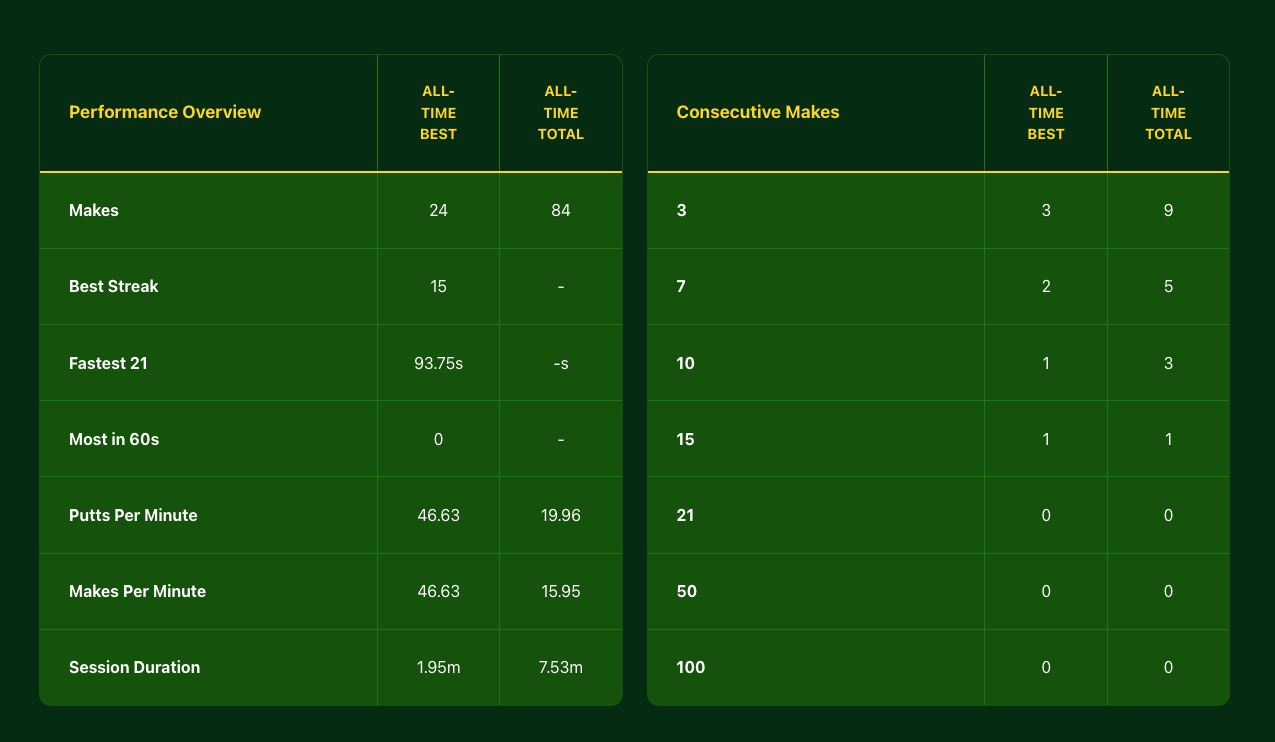 Performance Overview ALL-TIME BEST ALL-TIME TOTAL
Makes 24 84
Best Streak 15 -
Fastest 21 93.75s -s
Most in 60s 0 -
Putts Per Minute 46.63 19.96
Makes Per Minute 46.63 15.95
Session Duration 1.95m 7.53m
Consecutive Makes ALL-TIME BEST ALL-TIME TOTAL
3 3 9
7 2 5
10 1 3
15 1 1
21 0 0
50 0 0
100 0 0